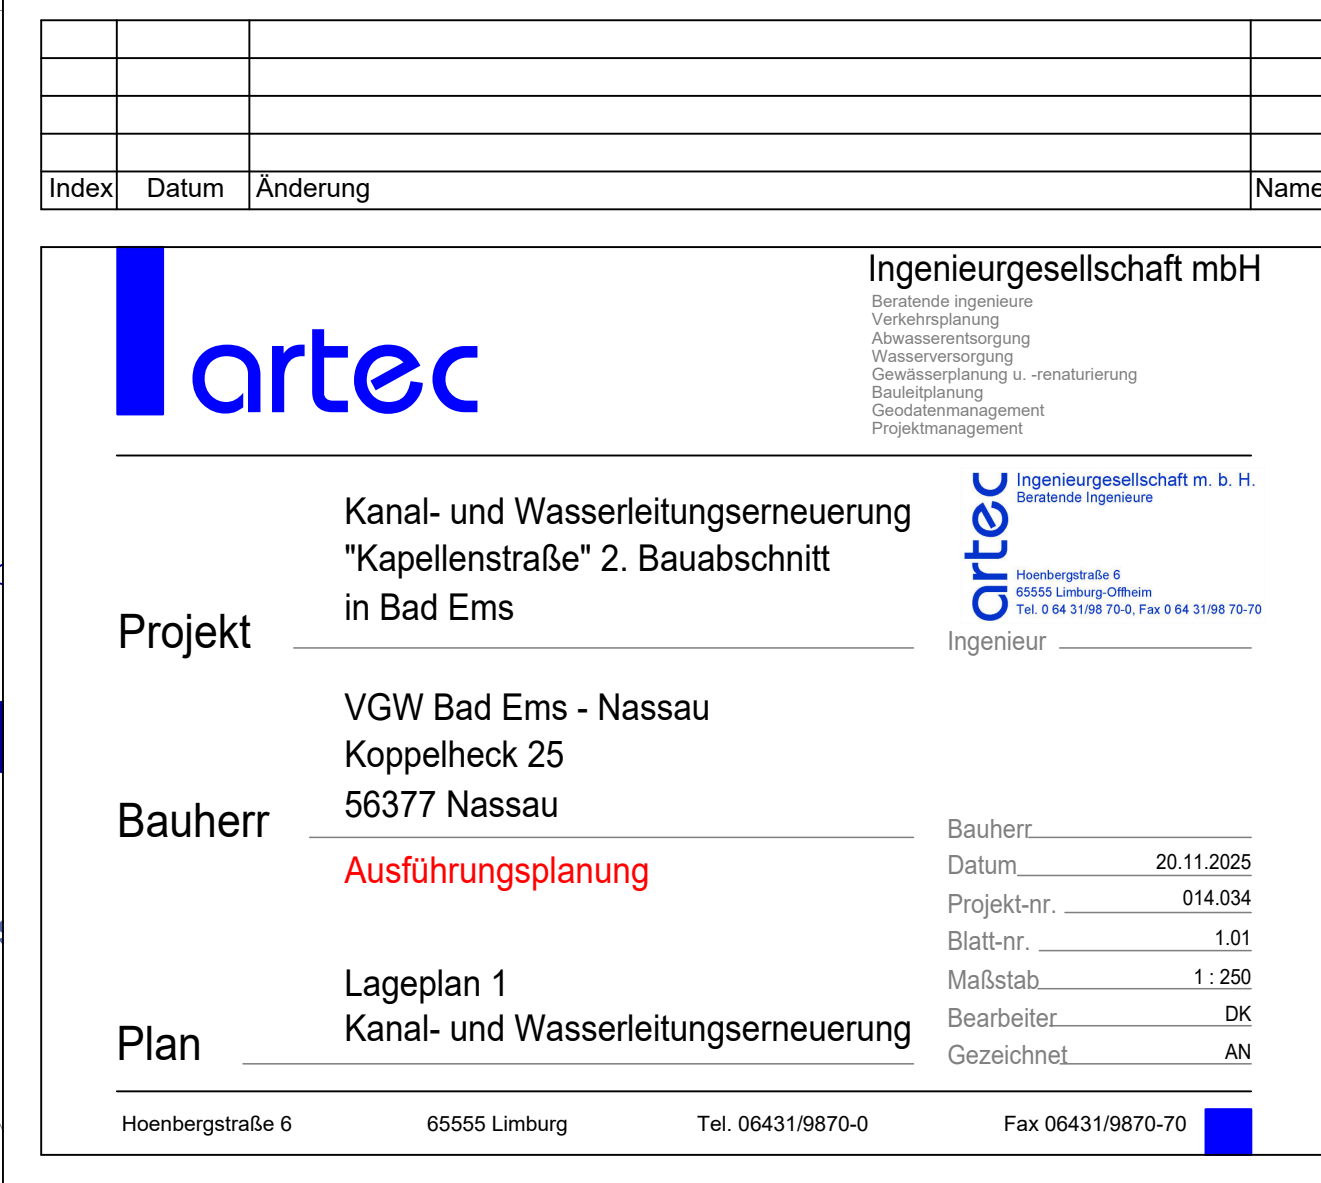 Index Datum Änderung Name
artec
Ingenieurgesellschaft mbH
Beratende ingenieure
Verkehrsplanung
Abwasserentsorgung
Wasserversorgung
Gewässerplanung u. -renaturierung
Bauleitplanung
Geodatenmanagement
Projektmanagement
Projekt
Kanal- und Wasserleitungserneuerung
"Kapellenstraße" 2. Bauabschnitt
in Bad Ems
artec
Ingenieurgesellschaft m. b. H.
Beratende Ingenieure
Hoenbergstraße 6
65555 Limburg-Offheim
Tel. 0 64 31/98 70-0, Fax 0 64 31/98 70-70
Ingenieur
Bauherr
VGW Bad Ems - Nassau
Koppelheck 25
56377 Nassau
Bauherr
Ausführungsplanung
Datum 20.11.2025
Projekt-nr. 014.034
Blatt-nr. 1.01
Maßstab 1 : 250
Bearbeiter DK
Gezeichnet AN
Plan
Lageplan 1
Kanal- und Wasserleitungserneuerung
Hoenbergstraße 6 65555 Limburg Tel. 06431/9870-0 Fax 06431/9870-70